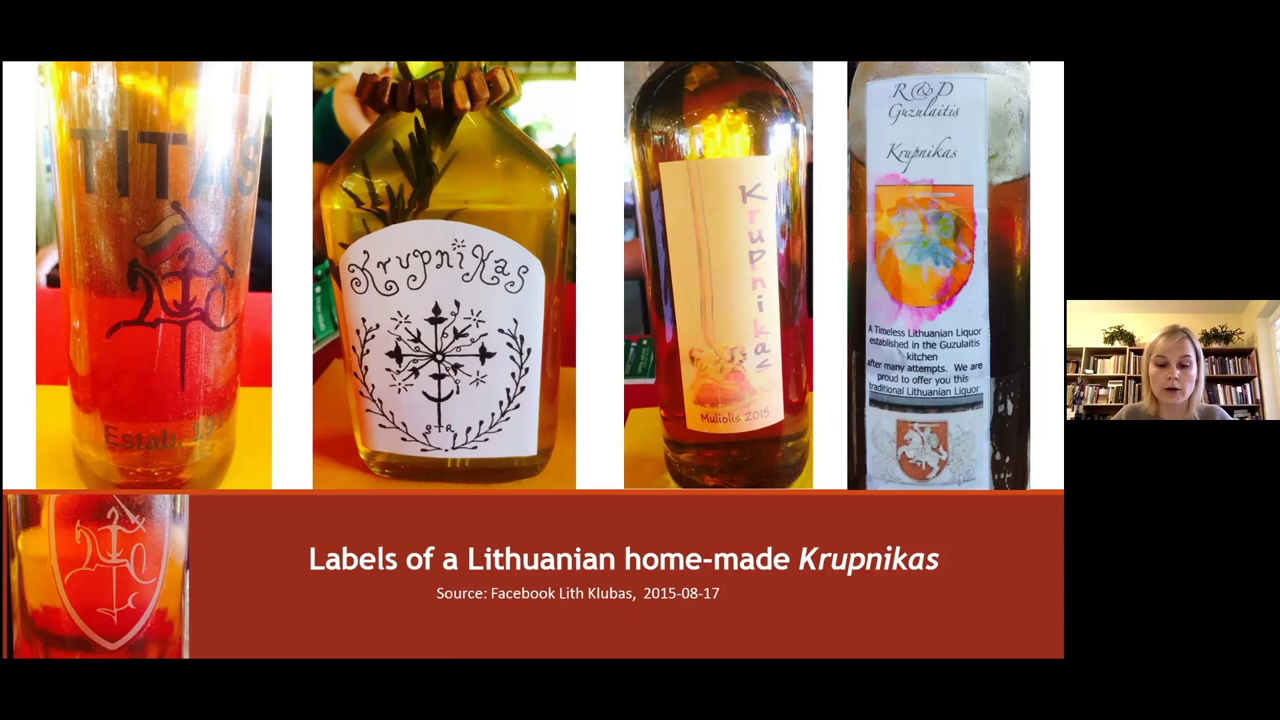 TITAS
Estab. 197
Krupnikas
S R
Krupnikas
Muliolis 2015
R & D
Guzulaitis
Krupnikas
A Timeless Lithuanian Liquor
established in the Guzulaitis
kitchen
after many attempts. We are
proud to offer you this
traditional Lithuanian Liquor
Labels of a Lithuanian home-made Krupnikas
Source: Facebook Lith Klubas, 2015-08-17